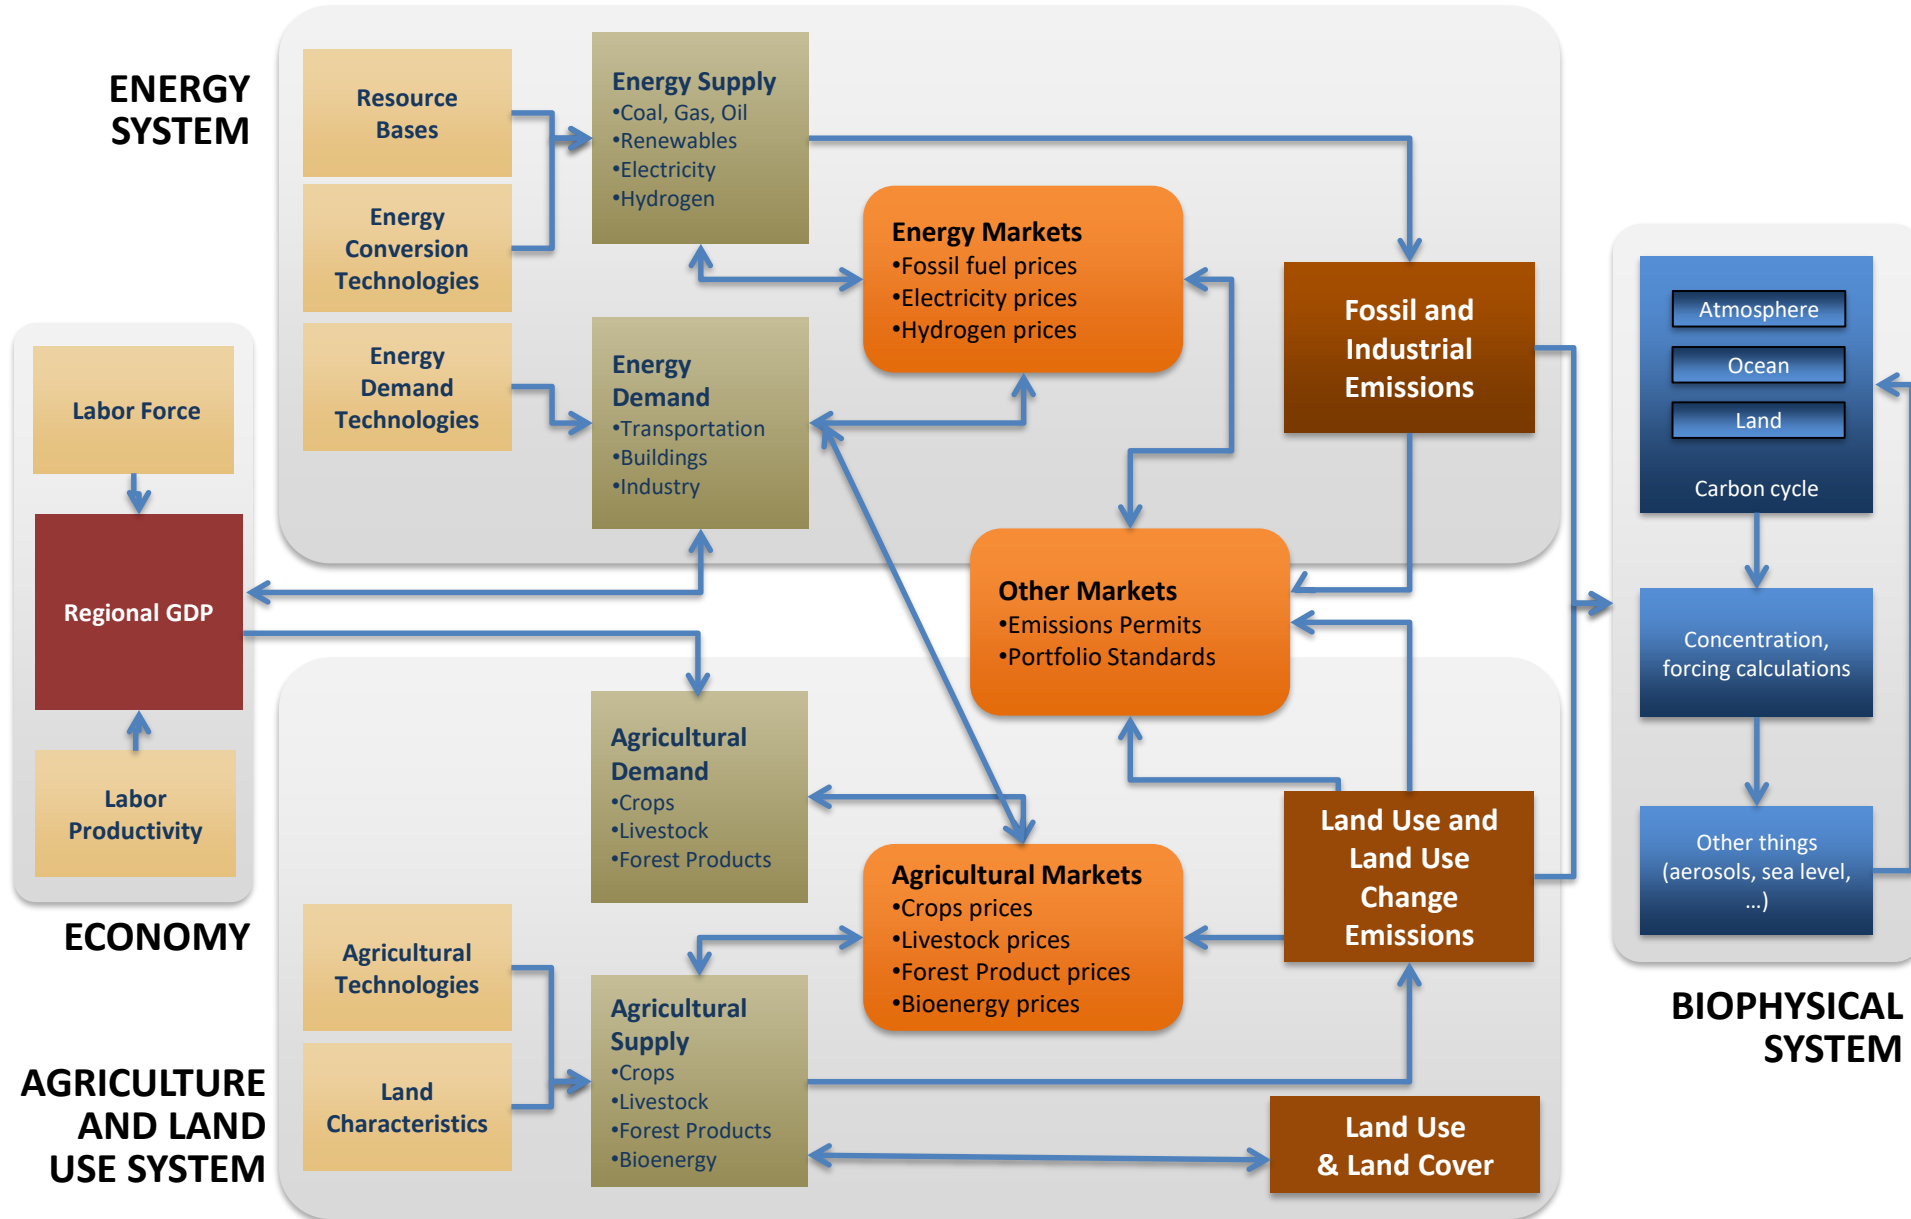 ENERGY
SYSTEM
Resource
Bases
Energy
Conversion
Technologies
Energy
Demand
Technologies
Energy Supply
•Coal, Gas, Oil
•Renewables
•Electricity
•Hydrogen
Energy
Demand
•Transportation
•Buildings
•Industry
Energy Markets
•Fossil fuel prices
•Electricity prices
•Hydrogen prices
Fossil and
Industrial
Emissions
Labor Force
Regional GDP
Labor
Productivity
ECONOMY
Other Markets
•Emissions Permits
•Portfolio Standards
Agricultural
Demand
•Crops
•Livestock
•Forest Products
Agricultural Markets
•Crops prices
•Livestock prices
•Forest Product prices
•Bioenergy prices
Land Use and
Land Use
Change
Emissions
Agricultural
Technologies
Land
Characteristics
Agricultural
Supply
•Crops
•Livestock
•Forest Products
•Bioenergy
Land Use
& Land Cover
AGRICULTURE
AND LAND
USE SYSTEM
Atmosphere
Ocean
Land
Carbon cycle
Concentration,
forcing calculations
Other things
(aerosols, sea level,
...)
BIOPHYSICAL
SYSTEM